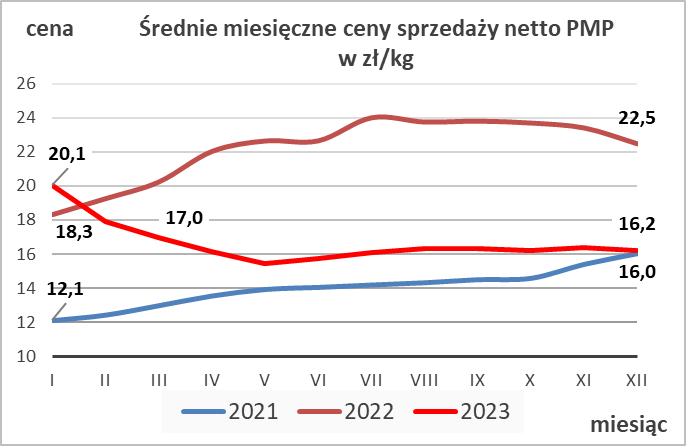 cena
Średnie miesięczne ceny sprzedaży netto PMP
w zł/kg
26
24
22
20
18
16
14
12
10
20,1
18,3
12,1
17,0
22,5
16,2
16,0
I II III IV V VI VII VIII IX X XI XII
2021 2022 2023
miesiąc